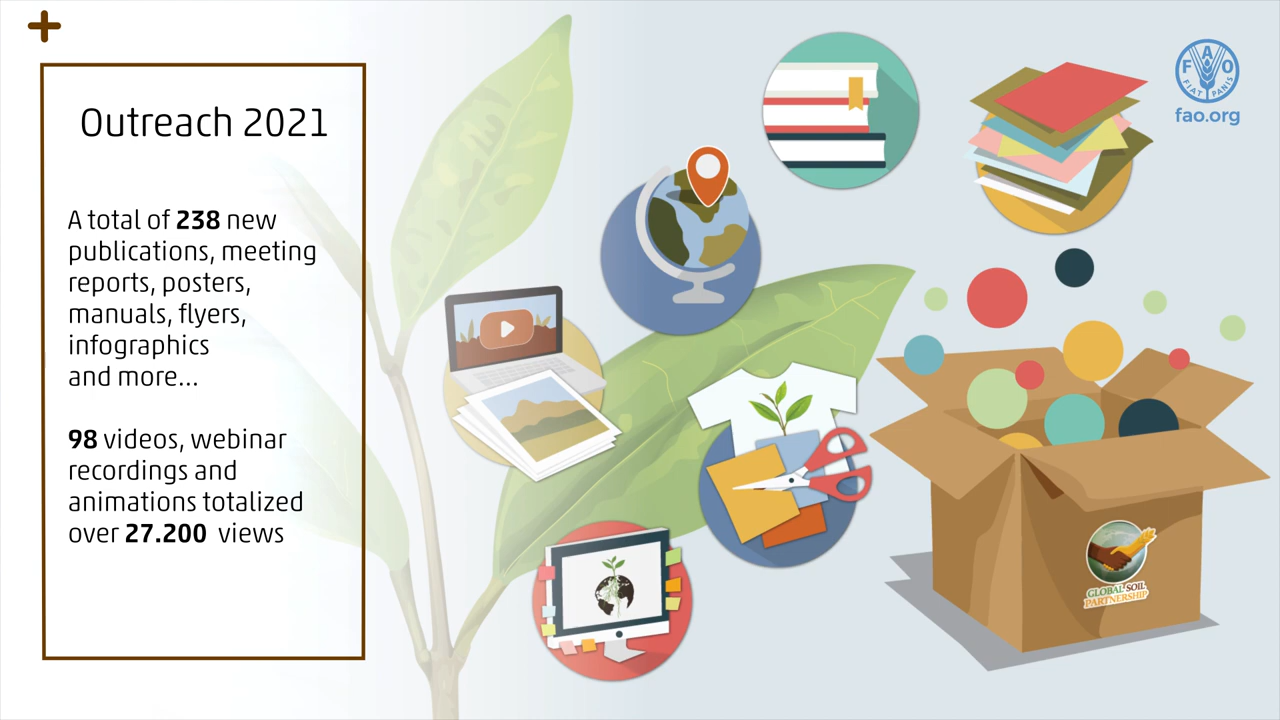 Outreach 2021
A total of 238 new
publications, meeting
reports, posters,
manuals, flyers,
infographics
and more...
98 videos, webinar
recordings and
animations totalized
over 27.200 views
FAO
FIAT PANIS
fao.org
GLOBAL SOIL
PARTNERSHIP